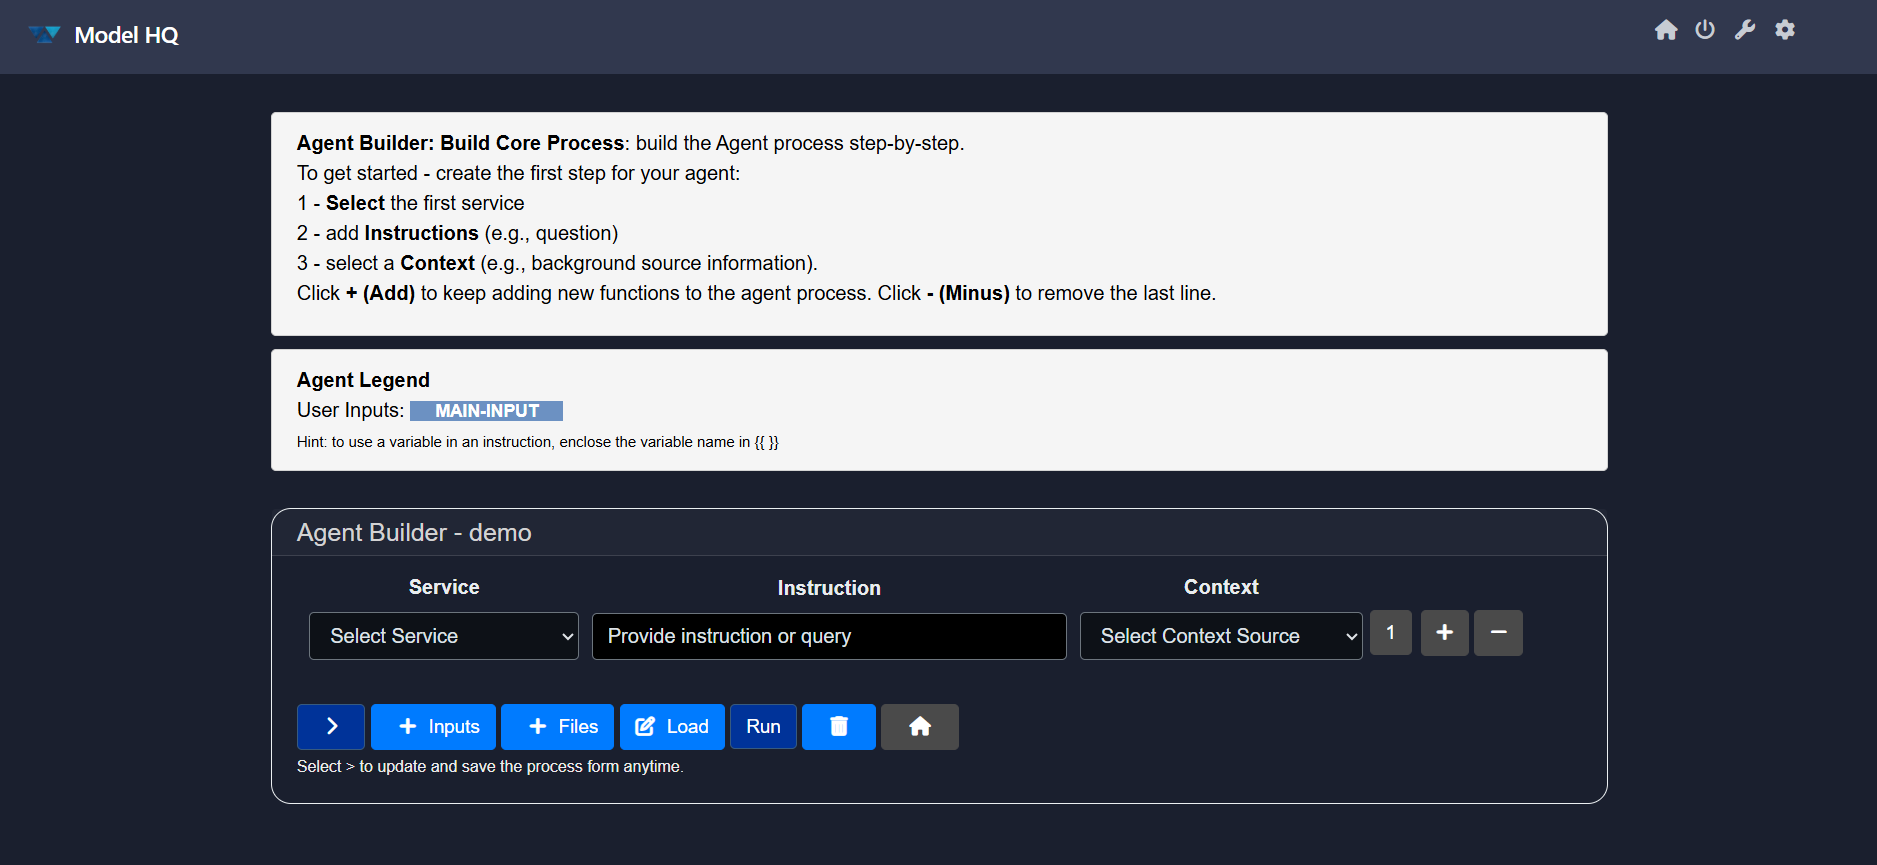 Model HQ
Agent Builder: Build Core Process: build the Agent process step-by-step.
To get started - create the first step for your agent:
1 - Select the first service
2 - add Instructions (e.g., question)
3 - select a Context (e.g., background source information).
Click + (Add) to keep adding new functions to the agent process. Click - (Minus) to remove the last line.
Agent Legend
User Inputs: MAIN-INPUT
Hint: to use a variable in an instruction, enclose the variable name in {{ }}
Agent Builder - demo
Service Instruction Context
Select Service Provide instruction or query Select Context Source 1 + −
> + Inputs + Files Load Run
Select > to update and save the process form anytime.